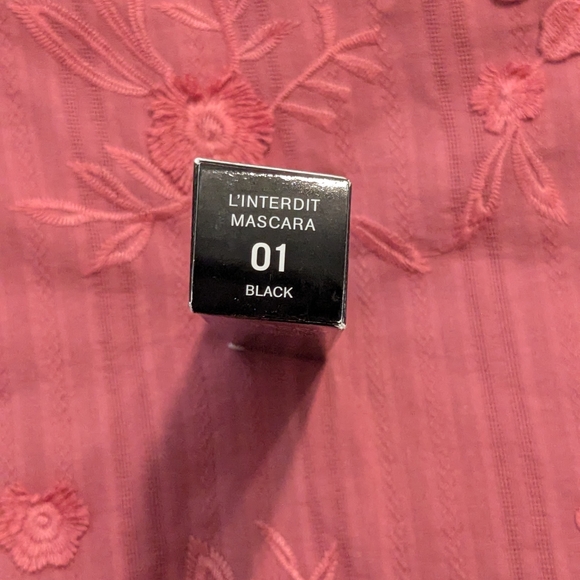 L'INTERDIT
MASCARA
01
BLACK